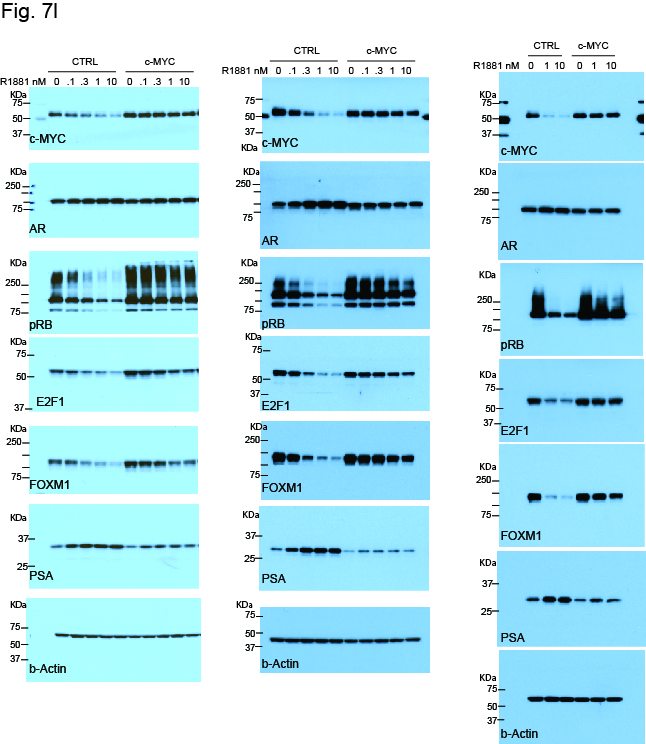 Fig. 7I
CTRL c-MYC
R1881 nM 0 .1 .3 1 10 0 .1 .3 1 10
KDa
75
50
37
c-MYC
KDa
250
75
AR
KDa
250
75
pRB
KDa
75
50
37
E2F1
KDa
250
75
FOXM1
KDa
37
25
PSA
KDa
75
50
37
b-Actin
CTRL c-MYC
R1881 nM 0 .1 .3 1 10 0 .1 .3 1 10
75
50
37
KDa
c-MYC
KDa
250
75
AR
KDa
250
75
pRB
KDa
75
50
37
E2F1
KDa
250
75
FOXM1
KDa
37
25
PSA
KDa
75
50
37
b-Actin
CTRL c-MYC
R1881 nM 0 1 10 0 1 10
KDa
75
50
37
c-MYC
KDa
250
75
AR
KDa
250
75
pRB
KDa
75
50
37
E2F1
KDa
250
75
FOXM1
KDa
37
25
PSA
KDa
75
50
37
b-Actin